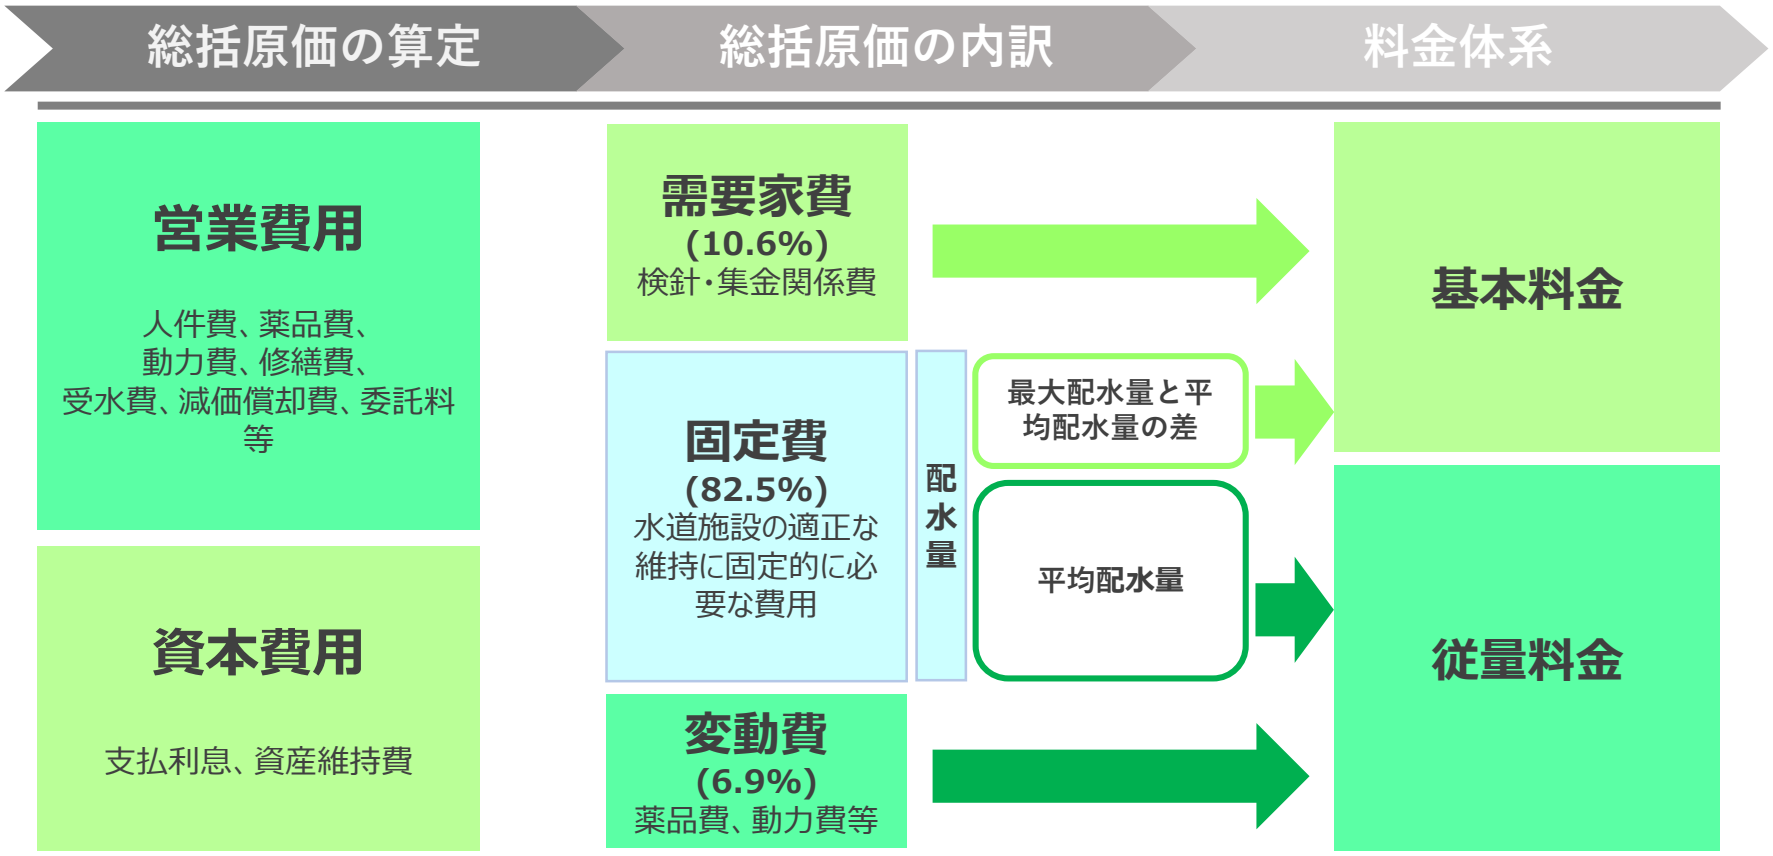 総括原価の算定
総括原価の内訳
料金体系
営業費用
人件費、薬品費、
動力費、修繕費、
受水費、減価償却費、委託料
等
資本費用
支払利息、資産維持費
需要家費
(10.6%)
検針・集金関係費
固定費
(82.5%)
水道施設の適正な
維持に固定的に必
要な費用
配水量
最大配水量と平
均配水量の差
平均配水量
変動費
(6.9%)
薬品費、動力費等
基本料金
従量料金